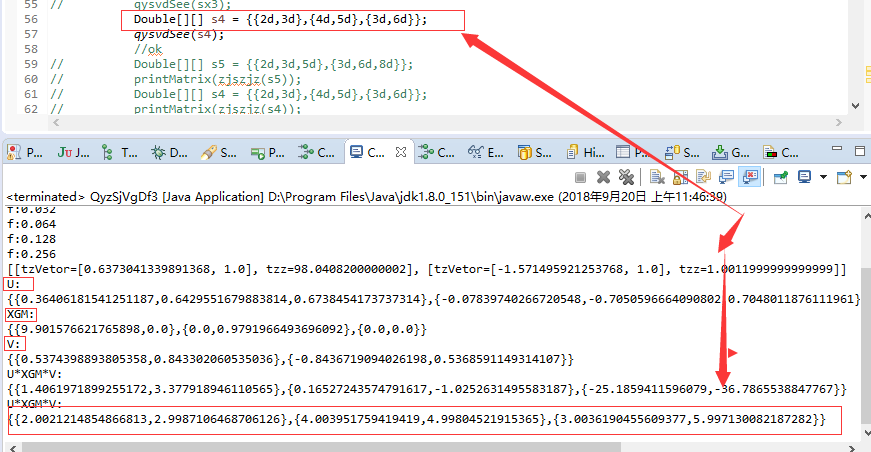 55 //          qysvdSee(sx3);
56           Double[][] s4 = {{2d,3d},{4d,5d},{3d,6d}};
57           qysvdSee(s4);
58           //ok
59 //          Double[][] s5 = {{2d,3d,5d},{3d,6d,8d}};
60 //          printMatrix(zjszjz(s5));
61 //          Double[][] s4 = {{2d,3d},{4d,5d},{3d,6d}};
62 //          printMatrix(zjszjz(s4));
P... JU J... T... D... S... P... C... C... C... E... S... Hi... P... S... G... C...
<terminated> QyzSjVgDf3 [Java Application] D:\Program Files\Java\jdk1.8.0_151\bin\javaw.exe (2018年9月20日 上午11:46:39)
f:0.032
f:0.064
f:0.128
f:0.256
[[tzVetor=[0.6373041339891368, 1.0], tzz=98.0408200000002], [tzVetor=[-1.571495921253768, 1.0], tzz=1.0011999999999999]]
U:
{{0.36406181541251187,0.6429551679883814,0.6738454173737314},{-0.07839740266720548,-0.7050596664090802,0.7048011876111961}
XGM:
{{9.901576621765898,0.0},{0.0,0.9791966493696092},{0.0,0.0}}
V:
{{0.5374398893805358,0.843302060535036},{-0.8436719094026198,0.5368591149314107}}
U*XGM*V:
{{1.4061971899255172,3.377918946110565},{0.16527243574791617,-1.0252631495583187},{-25.1859411596079,-36.7865538847767}}
U*XGM*V:
{{2.0021214854866813,2.9987106468706126},{4.003951759419419,4.99804521915365},{3.0036190455609377,5.997130082187282}}